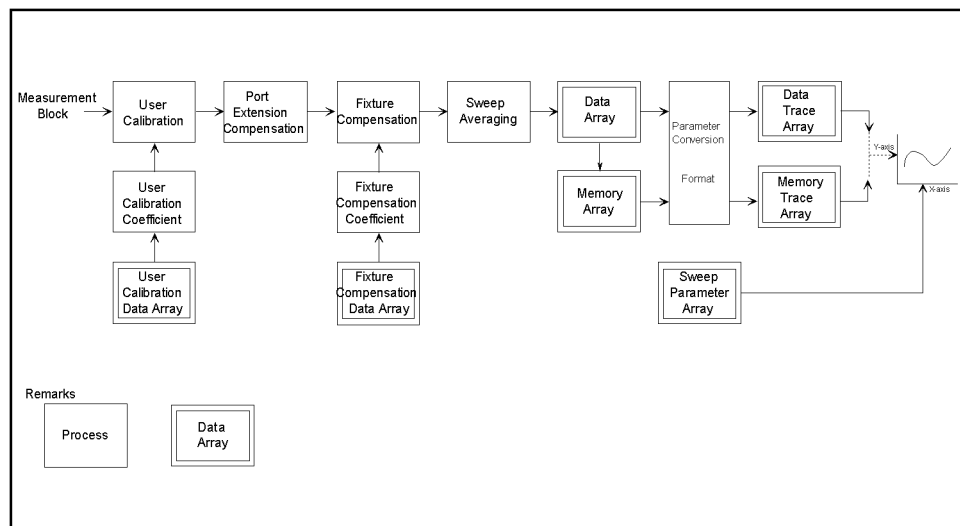 Measurement
Block
User
Calibration
Port
Extension
Compensation
Fixture
Compensation
Sweep
Averaging
Data
Array
Parameter
Conversion
Format
Data
Trace
Array
Y-axis
X-axis
User
Calibration
Coefficient
Fixture
Compensation
Coefficient
Memory
Array
Memory
Trace
Array
User
Calibration
Data Array
Fixture
Compensation
Data Array
Sweep
Parameter
Array
Remarks
Process
Data
Array